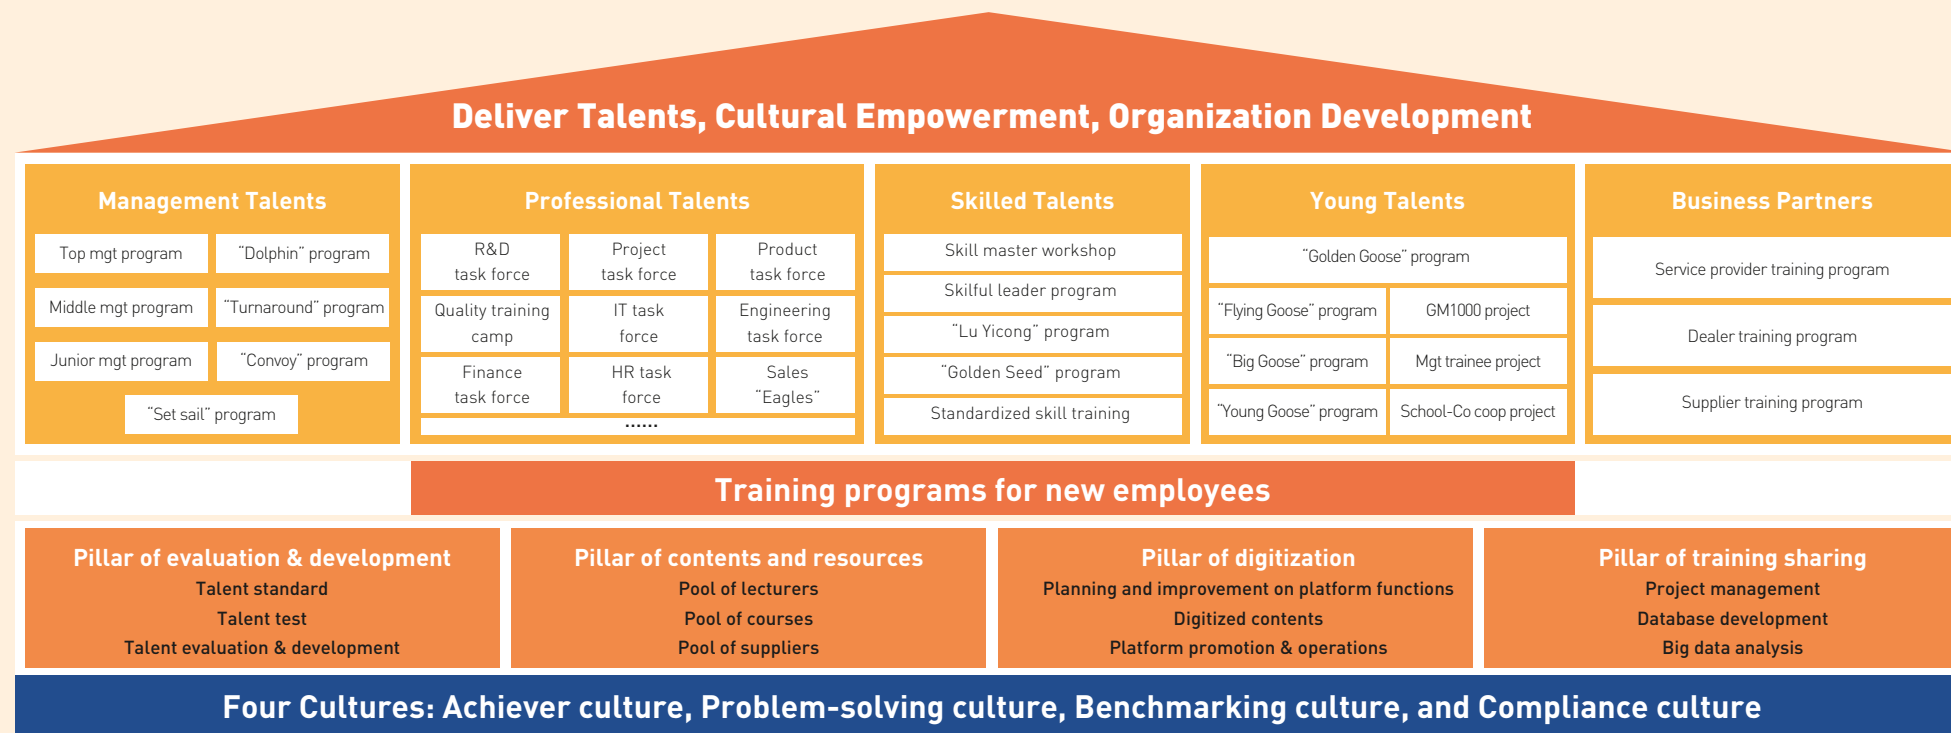 Deliver Talents, Cultural Empowerment, Organization Development
Management Talents
Top mgt program
“Dolphin” program
Middle mgt program
“Turnaround” program
Junior mgt program
“Convoy” program
“Set sail” program
Professional Talents
R&D
task force
Project
task force
Product
task force
Quality training
camp
IT task
force
Engineering
task force
Finance
task force
HR task
force
Sales
“Eagles”
......
Skilled Talents
Skill master workshop
Skilful leader program
“Lu Yicong” program
“Golden Seed” program
Standardized skill training
Young Talents
“Golden Goose” program
“Flying Goose” program
GM1000 project
“Big Goose” program
Mgt trainee project
“Young Goose” program
School-Co coop project
Business Partners
Service provider training program
Dealer training program
Supplier training program
Training programs for new employees
Pillar of evaluation & development
Talent standard
Talent test
Talent evaluation & development
Pillar of contents and resources
Pool of lecturers
Pool of courses
Pool of suppliers
Pillar of digitization
Planning and improvement on platform functions
Digitized contents
Platform promotion & operations
Pillar of training sharing
Project management
Database development
Big data analysis
Four Cultures: Achiever culture, Problem-solving culture, Benchmarking culture, and Compliance culture